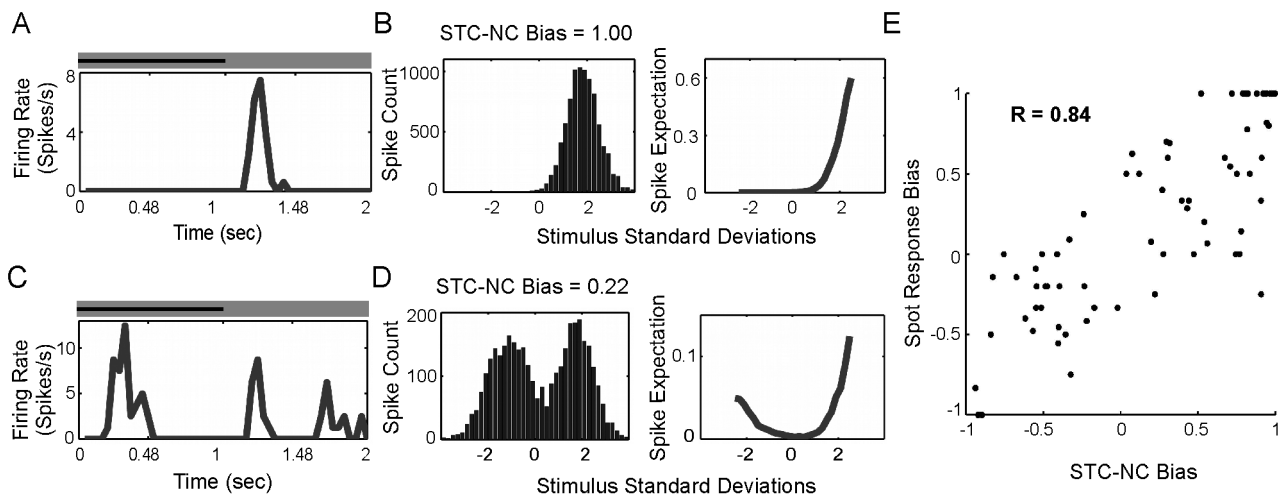 A
Firing Rate
(Spikes/s)
8
4
0
0
0.48
1
1.48
2
Time (sec)
B
STC-NC Bias = 1.00
Spike Count
1000
500
0
-2
0
2
Spike Expectation
0.6
0.3
0
-2
0
2
Stimulus Standard Deviations
C
Firing Rate
(Spikes/s)
10
5
0
0
0.48
1
1.48
2
Time (sec)
D
STC-NC Bias = 0.22
Spike Count
200
100
0
-2
0
2
Spike Expectation
0.1
0
-2
0
2
Stimulus Standard Deviations
E
R = 0.84
Spot Response Bias
1
0.5
0
-0.5
-1
-1
-0.5
0
0.5
1
STC-NC Bias